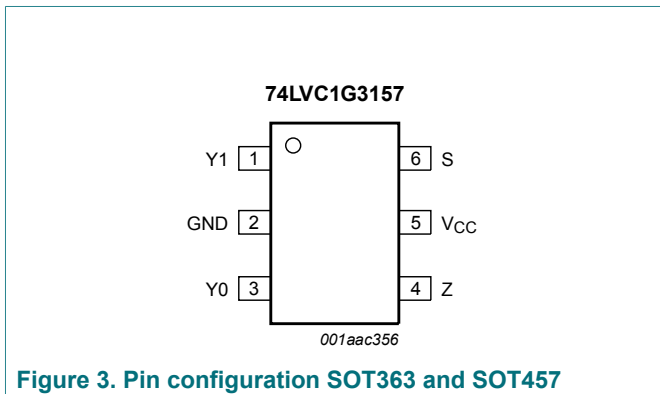 74LVC1G3157
Y1 1 6 S
GND 2 5 VCC
Y0 3 4 Z
001aac356
Figure 3. Pin configuration SOT363 and SOT457